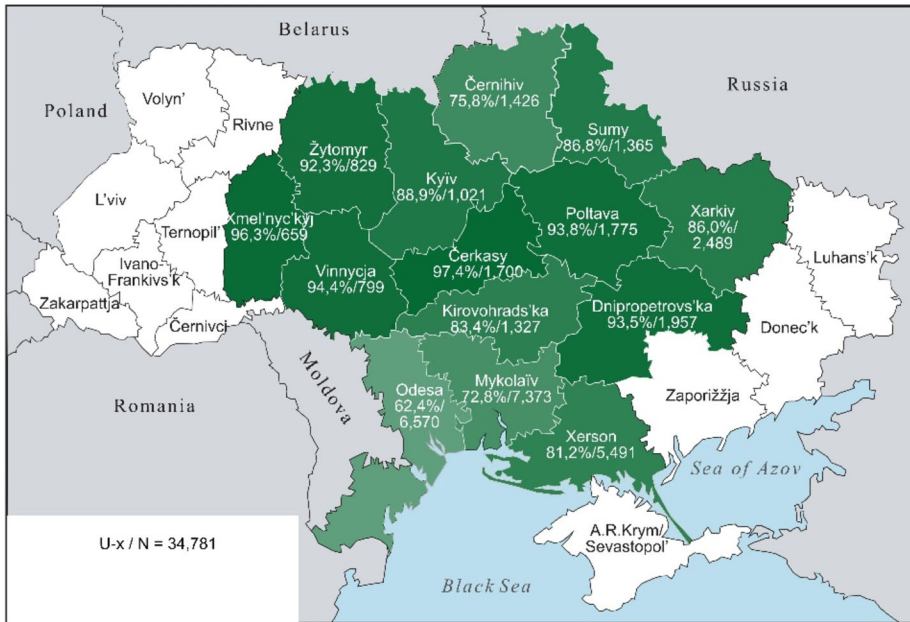 Belarus
Russia
Poland
Volyn'
Rivne
Černihiv
75,8%/1,426
Sumy
86,8%/1,365
Žytomyr
92,3%/829
Kyïv
88,9%/1,021
L'viv
Xmel'nyc'kyj
96,3%/659
Ternopil'
Poltava
93,8%/1,775
Xarkiv
86,0%/
2,489
Luhans'k
Ivano-
Frankivs'k
Vinnycja
94,4%/799
Čerkasy
97,4%/1,700
Zakarpattja
Černivcj
Kirovohrads'ka
83,4%/1,327
Dnipropetrovs'ka
93,5%/1,957
Donec'k
Moldova
Romania
Odesa
62,4%/
6,570
Mykolaïv
72,8%/7,373
Zaporižžja
Xerson
81,2%/5,491
Sea of Azov
A.R.Krym/
Sevastopol'
U-x / N = 34,781
Black Sea